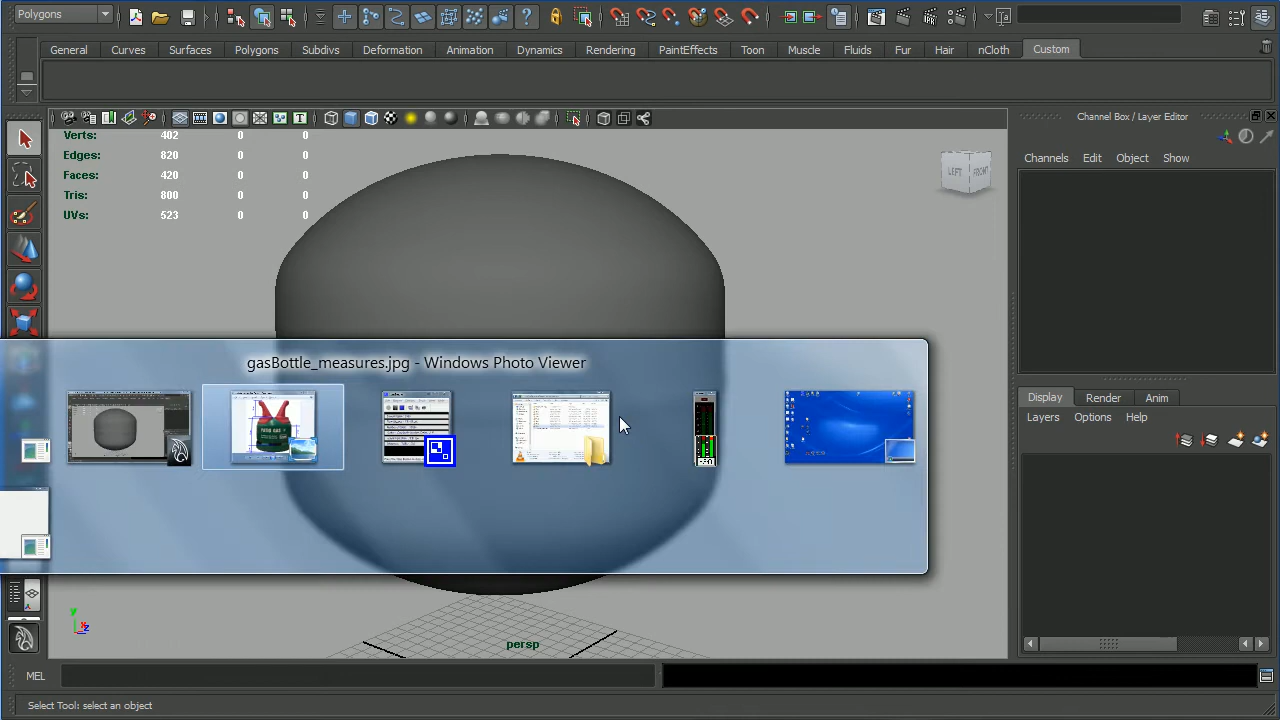 Polygons
General Curves Surfaces Polygons Subdivs Deformation Animation Dynamics Rendering PaintEffects Toon Muscle Fluids Fur Hair nCloth Custom
Verts: 402 0 0
Edges: 820 0 0
Faces: 420 0 0
Tris: 800 0 0
UVs: 523 0 0
LEFT FRONT
Channel Box / Layer Editor
Channels Edit Object Show
gasBottle_measures.jpg - Windows Photo Viewer
Display Render Anim
Layers Options Help
y
x
z
persp
MEL
Select Tool: select an object